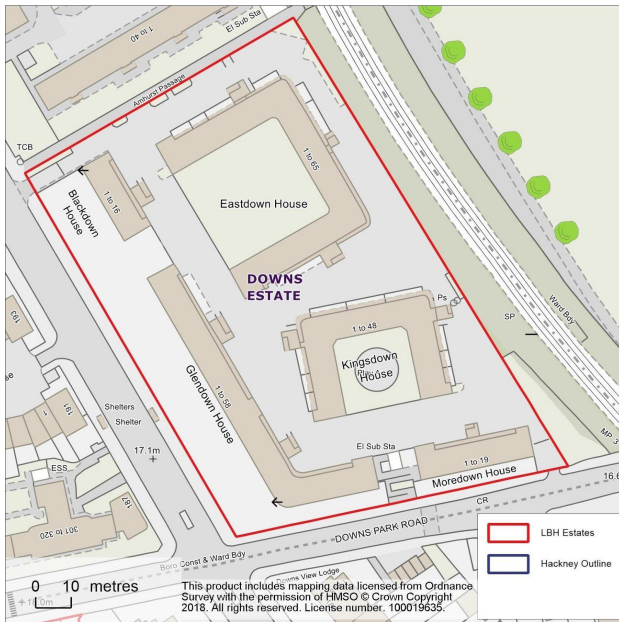 El Sub Sta
1 to 40
Amhurst Passage
TCB
1 to 65
1 to 16
Blackdown
House
Eastdown House
DOWNS
ESTATE
Ps
Ward Bdy
SP
193
1 to 48
Kingsdown
House
Glendown House
1 to 58
191
1
Shelters
Shelter
17.1m
El Sub Sta
MP 3
ESS
1 to 19
Moredown House
16.6
187
301 to 320
CR
DOWNS PARK ROAD
Boro Const & Ward Bdy
Downs View Lodge
LBH Estates
Hackney Outline
0 10 metres
18.0m
This product includes mapping data licensed from Ordnance
Survey with the permission of HMSO © Crown Copyright
2018. All rights reserved. License number. 100019635.